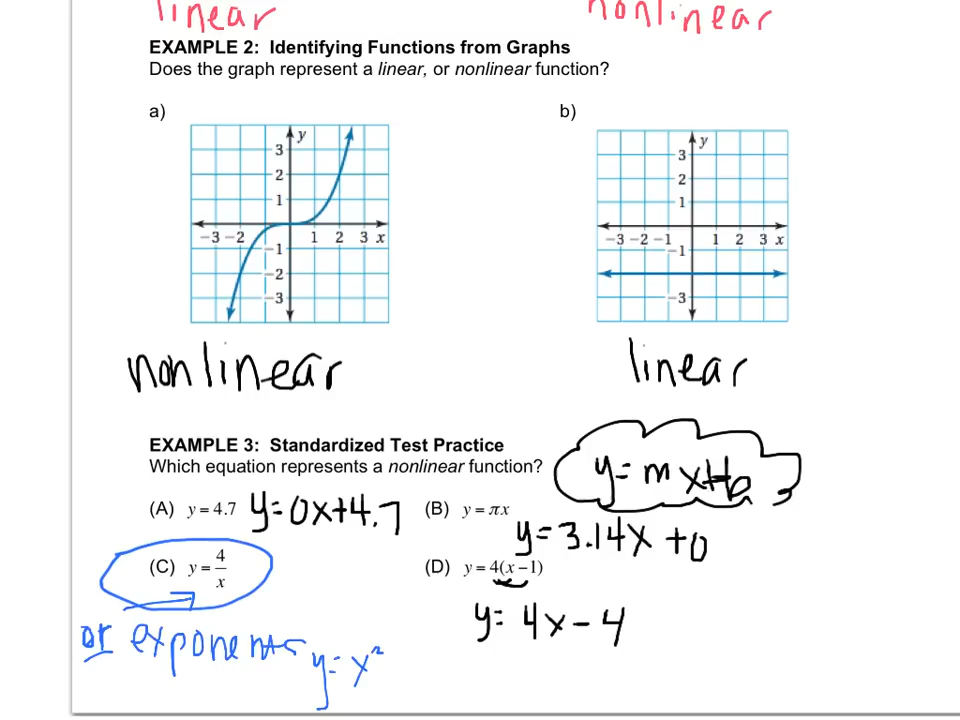 linear nonlinear
EXAMPLE 2: Identifying Functions from Graphs
Does the graph represent a linear, or nonlinear function?
a) b)
y
3
2
1
−3 −2 1 2 3 x
−1
−2
−3
y
3
2
1
−3 −2 −1 1 2 3 x
−1
−3
nonlinear linear
EXAMPLE 3: Standardized Test Practice
Which equation represents a nonlinear function?
y = mx+b
(A) y = 4.7 y = 0x+4.7 (B) y = πx
y = 3.14x + 0
(C) y = 4/x (D) y = 4(x − 1)
y = 4x − 4
or exponents y = x²